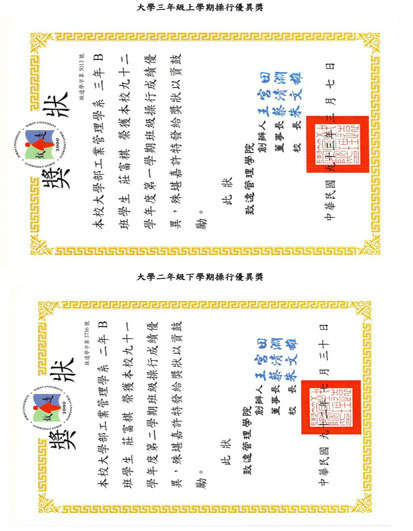 大學三年級上學期操行優異獎
獎狀
致遠學字第 5013 號
本校大學部工業管理學系 三年 B
班學生 莊富棋 榮獲本校九十二
學年度第一學期班級操行成績優
異,殊堪嘉許特發給獎狀以資鼓
勵。
此 狀
致遠管理學院
創辦人 王宮田
董事長 蔡清淵
校長 朱文雄
中華民國 九十三年 三月 七日
大學二年級下學期操行優異獎
獎狀
致遠學字第 3756 號
本校大學部工業管理學系 二年 B
班學生 莊富棋 榮獲本校九十一
學年度第二學期班級操行成績優
異,殊堪嘉許特發給獎狀以資鼓
勵。
此 狀
致遠管理學院
創辦人 王宮田
董事長 蔡清淵
校長 朱文雄
中華民國 九十二年 七月 三十日